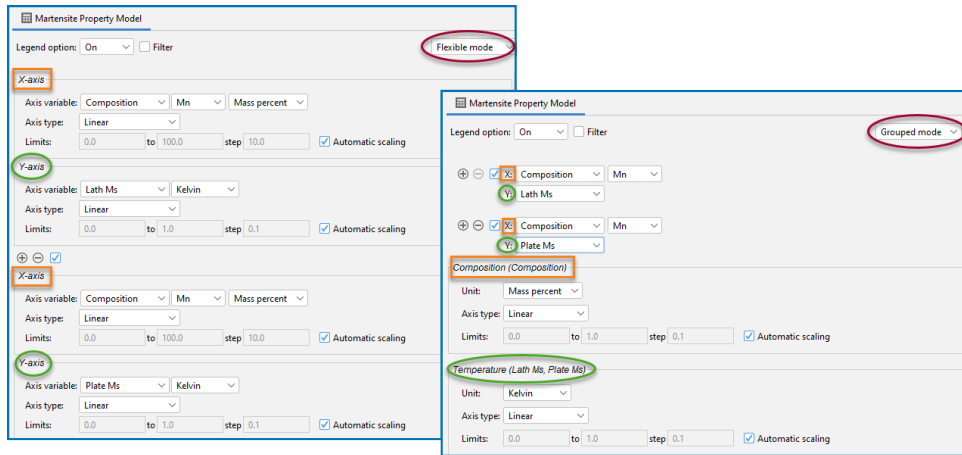 Martensite Property Model
Legend option: On Filter Flexible mode
X-axis
Axis variable: Composition Mn Mass percent
Axis type: Linear
Limits: 0.0 to 100.0 step 10.0 Automatic scaling
Y-axis
Axis variable: Lath Ms Kelvin
Axis type: Linear
Limits: 0.0 to 1.0 step 0.1 Automatic scaling
X-axis
Axis variable: Composition Mn Mass percent
Axis type: Linear
Limits: 0.0 to 100.0 step 10.0 Automatic scaling
Y-axis
Axis variable: Plate Ms Kelvin
Axis type: Linear
Limits: 0.0 to 1.0 step 0.1 Automatic scaling
Martensite Property Model
Legend option: On Filter Grouped mode
X: Composition Mn
Y: Lath Ms
X: Composition Mn
Y: Plate Ms
Composition (Composition)
Unit: Mass percent
Axis type: Linear
Limits: 0.0 to 1.0 step 0.1 Automatic scaling
Temperature (Lath Ms, Plate Ms)
Unit: Kelvin
Axis type: Linear
Limits: 0.0 to 1.0 step 0.1 Automatic scaling